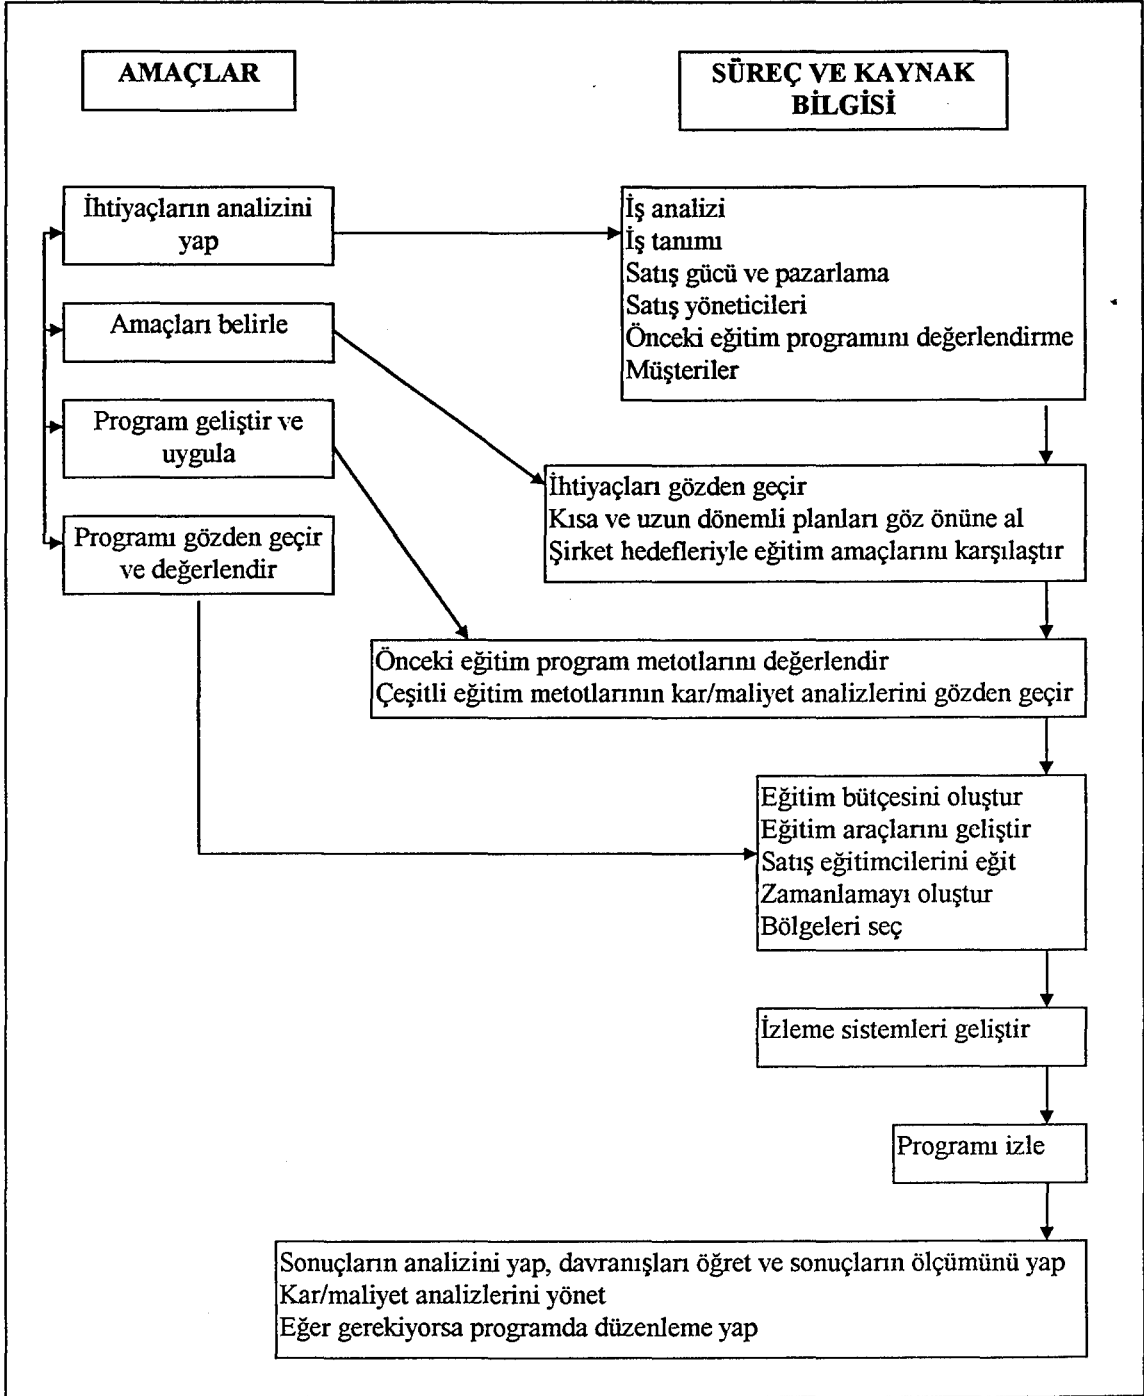 AMAÇLAR
SÜREÇ VE KAYNAK
BİLGİSİ
İhtiyaçların analizini
yap
Amaçları belirle
Program geliştir ve
uygula
Programı gözden geçir
ve değerlendir
İş analizi
İş tanımı
Satış gücü ve pazarlama
Satış yöneticileri
Önceki eğitim programını değerlendirme
Müşteriler
İhtiyaçları gözden geçir
Kısa ve uzun dönemli planları göz önüne al
Şirket hedefleriyle eğitim amaçlarını karşılaştır
Önceki eğitim program metotlarını değerlendir
Çeşitli eğitim metotlarının kar/maliyet analizlerini gözden geçir
Eğitim bütçesini oluştur
Eğitim araçlarını geliştir
Satış eğitimcilerini eğit
Zamanlamayı oluştur
Bölgeleri seç
İzleme sistemleri geliştir
Programı izle
Sonuçların analizini yap, davranışları öğret ve sonuçların ölçümünü yap
Kar/maliyet analizlerini yönet
Eğer gerekiyorsa programda düzenleme yap